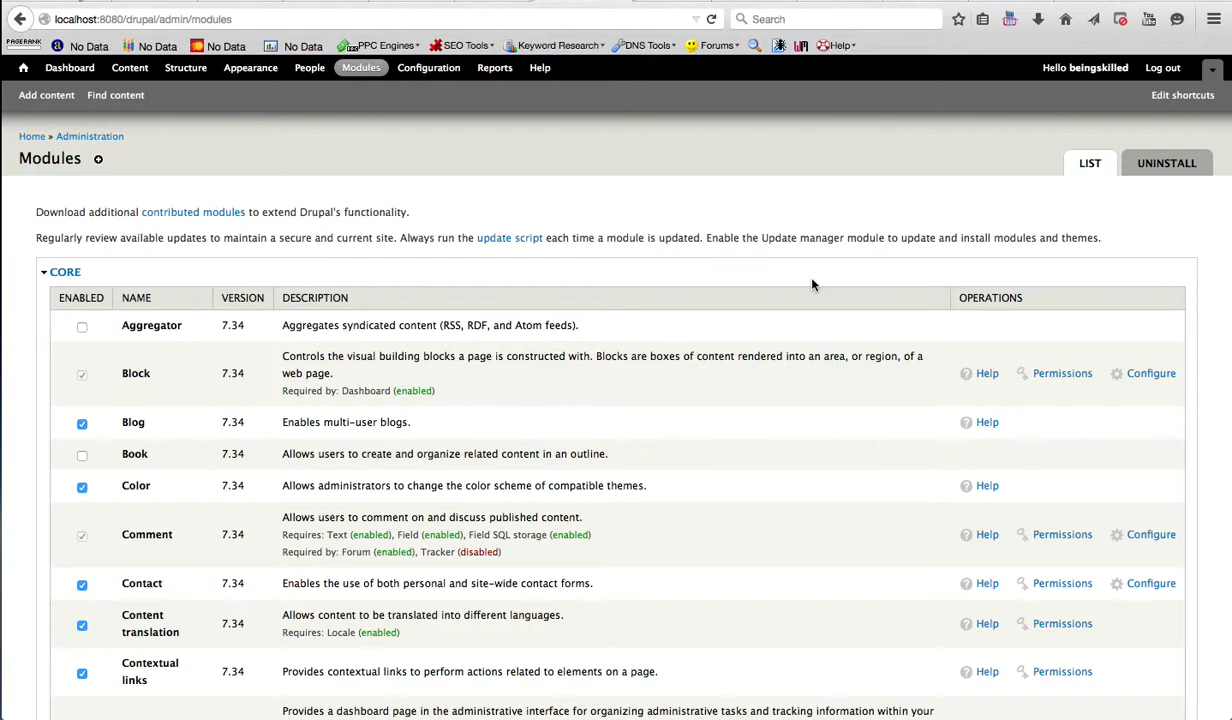 localhost:8080/drupal/admin/modules
Search
PAGERANK No Data No Data No Data No Data PPC Engines SEO Tools Keyword Research /DNS Tools Forums Help
Dashboard Content Structure Appearance People Modules Configuration Reports Help Hello beingskilled Log out
Add content Find content Edit shortcuts
Home » Administration
Modules
LIST UNINSTALL
Download additional contributed modules to extend Drupal's functionality.
Regularly review available updates to maintain a secure and current site. Always run the update script each time a module is updated. Enable the Update manager module to update and install modules and themes.
CORE
ENABLED NAME VERSION DESCRIPTION OPERATIONS
Aggregator 7.34 Aggregates syndicated content (RSS, RDF, and Atom feeds).
Controls the visual building blocks a page is constructed with. Blocks are boxes of content rendered into an area, or region, of a
Block 7.34 web page. Help Permissions Configure
Required by: Dashboard (enabled)
Blog 7.34 Enables multi-user blogs. Help
Book 7.34 Allows users to create and organize related content in an outline.
Color 7.34 Allows administrators to change the color scheme of compatible themes. Help
Allows users to comment on and discuss published content.
Comment 7.34 Requires: Text (enabled), Field (enabled), Field SQL storage (enabled) Help Permissions Configure
Required by: Forum (enabled), Tracker (disabled)
Contact 7.34 Enables the use of both personal and site-wide contact forms. Help Permissions Configure
Content Allows content to be translated into different languages.
translation 7.34 Requires: Locale (enabled) Help Permissions
Contextual
links 7.34 Provides contextual links to perform actions related to elements on a page. Help Permissions
Provides a dashboard page in the administrative interface for organizing administrative tasks and tracking information within your